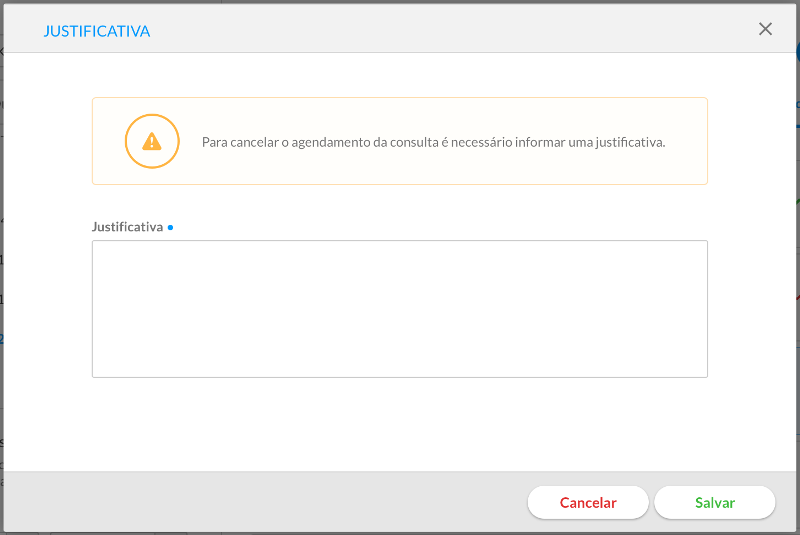 JUSTIFICATIVA
Para cancelar o agendamento da consulta é necessário informar uma justificativa.
Justificativa
Cancelar
Salvar